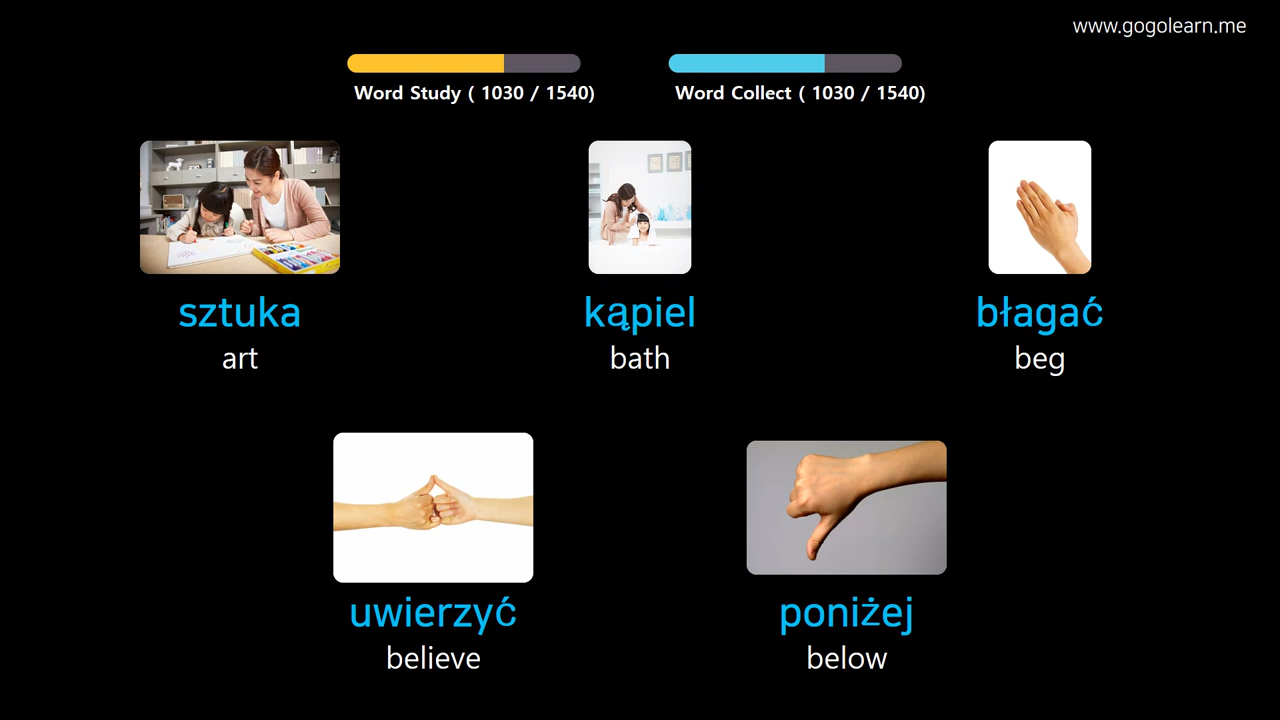 www.gogolearn.me
Word Study ( 1030 / 1540)
Word Collect ( 1030 / 1540)
sztuka
art
kąpiel
bath
błagać
beg
uwierzyć
believe
poniżej
below